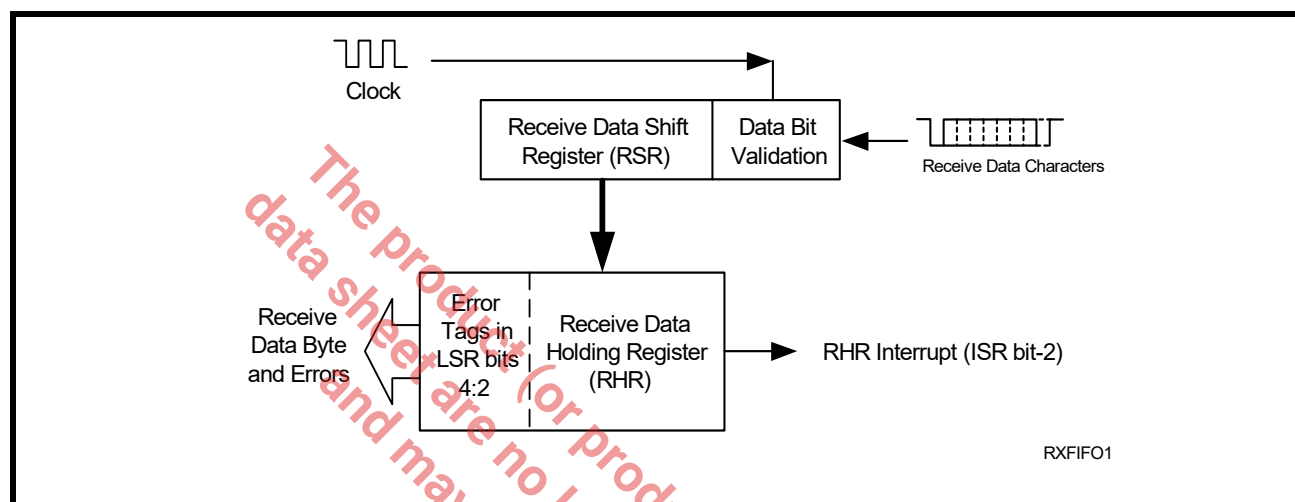 Clock
Receive Data Shift
Register (RSR)
Data Bit
Validation
Receive Data Characters
Receive
Data Byte
and Errors
Error
Tags in
LSR bits
4:2
Receive Data
Holding Register
(RHR)
RHR Interrupt (ISR bit-2)
RXFIFO1
The product (or prod
data sheet are no
and may